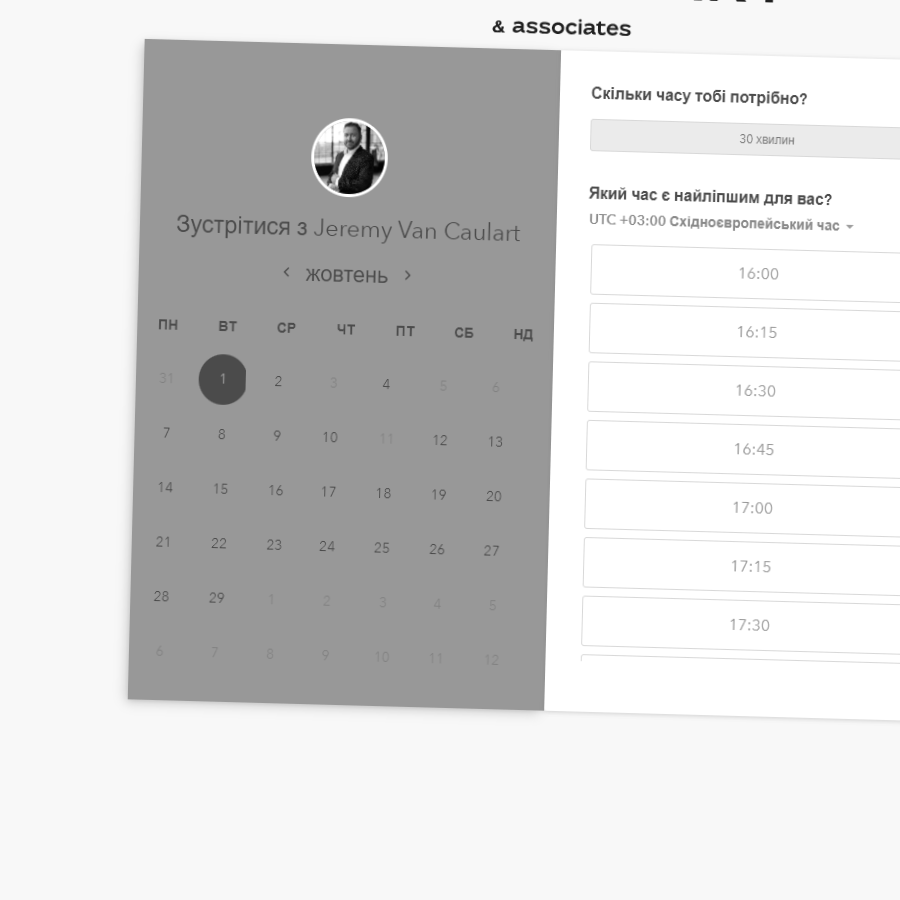 & associates
Зустрітися з Jeremy Van Caulart
жовтень
ПН ВТ СР ЧТ ПТ СБ НД
31 1 2 3 4 5 6
7 8 9 10 11 12 13
14 15 16 17 18 19 20
21 22 23 24 25 26 27
28 29 1 2 3 4 5
6 7 8 9 10 11 12
Скільки часу тобі потрібно?
30 хвилин
Який час є найліпшим для вас?
UTC +03:00 Східноєвропейський час
16:00
16:15
16:30
16:45
17:00
17:15
17:30